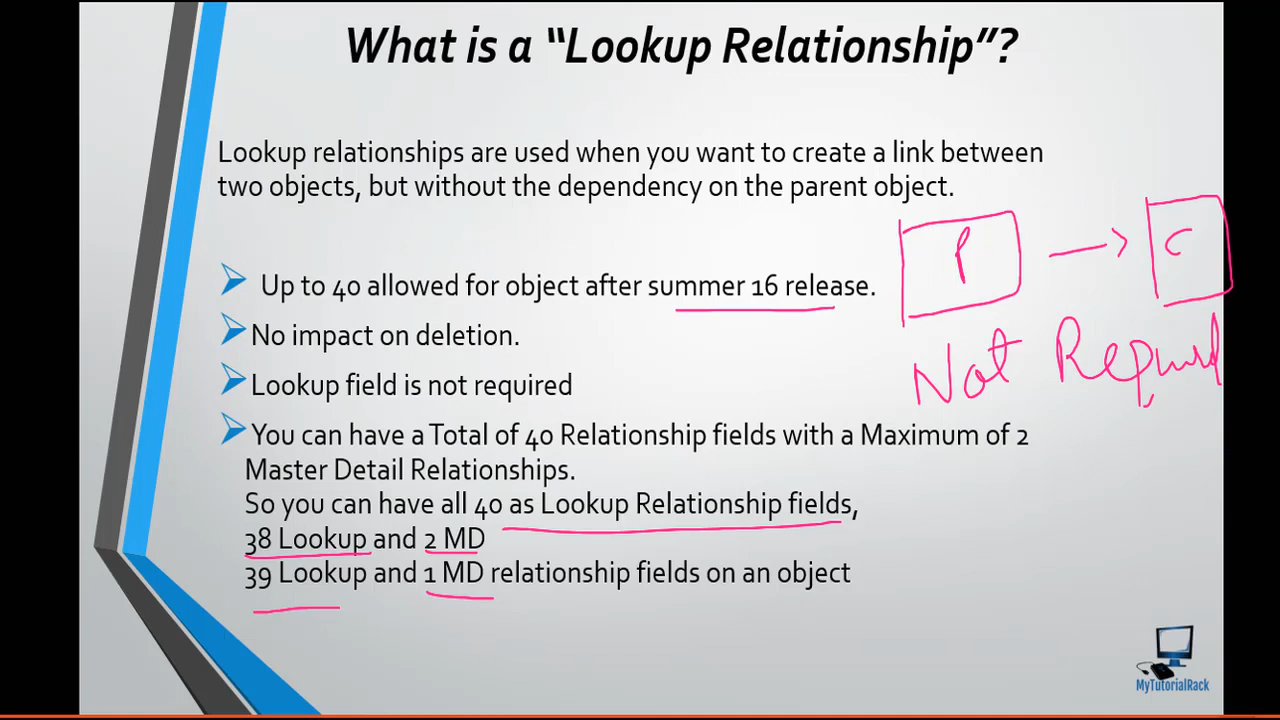 What is a “Lookup Relationship”?
Lookup relationships are used when you want to create a link between
two objects, but without the dependency on the parent object.
Up to 40 allowed for object after summer 16 release.
No impact on deletion.
Lookup field is not required
You can have a Total of 40 Relationship fields with a Maximum of 2
Master Detail Relationships.
So you can have all 40 as Lookup Relationship fields,
38 Lookup and 2 MD
39 Lookup and 1 MD relationship fields on an object
P
C
Not Required
MyTutorialRack